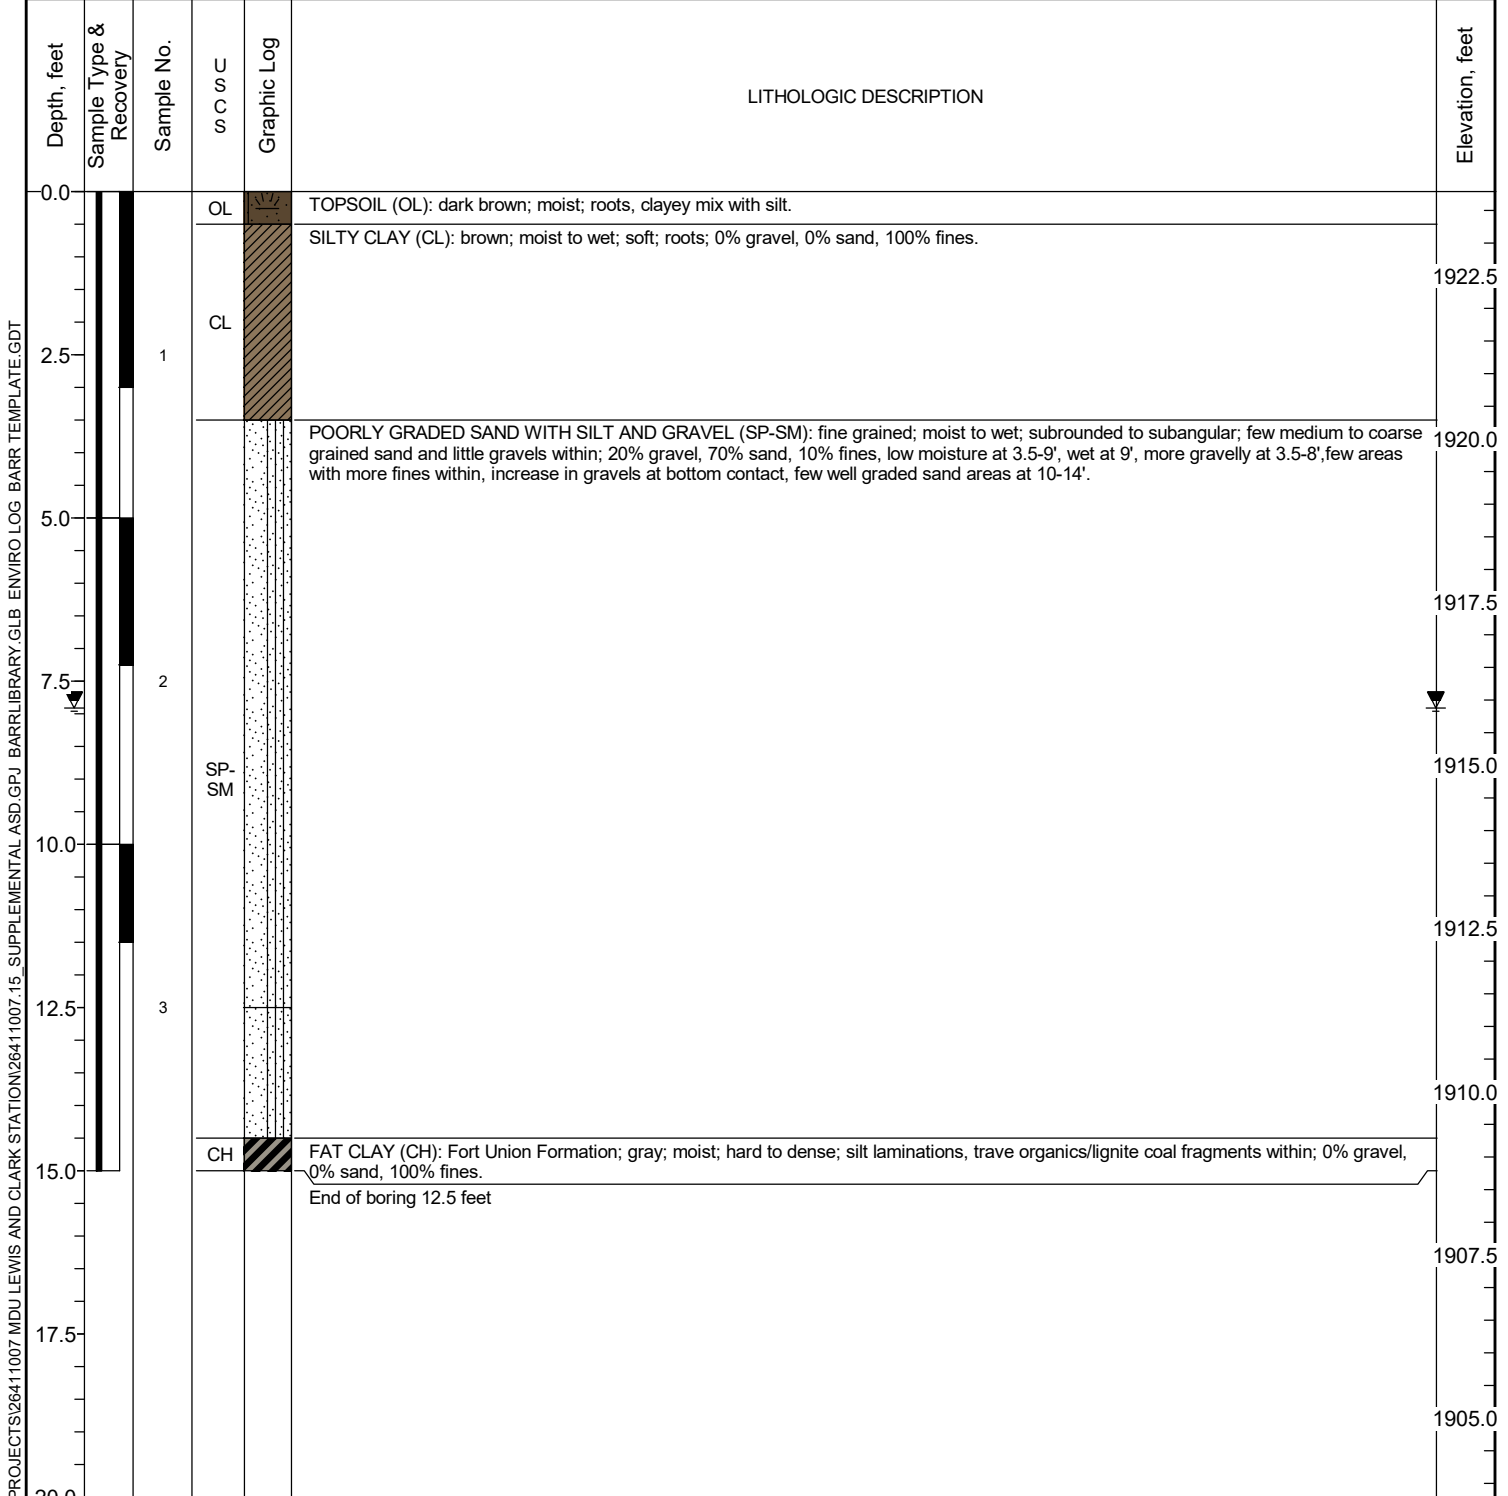 Depth, feet
Sample Type &
Recovery
Sample No.
U
S
C
S
Graphic Log
LITHOLOGIC DESCRIPTION
Elevation, feet
0.0
OL
TOPSOIL (OL): dark brown; moist; roots, clayey mix with silt.
SILTY CLAY (CL): brown; moist to wet; soft; roots; 0% gravel, 0% sand, 100% fines.
1922.5
CL
2.5
1
POORLY GRADED SAND WITH SILT AND GRAVEL (SP-SM): fine grained; moist to wet; subrounded to subangular; few medium to coarse
grained sand and little gravels within; 20% gravel, 70% sand, 10% fines, low moisture at 3.5-9', wet at 9', more gravelly at 3.5-8',few areas
with more fines within, increase in gravels at bottom contact, few well graded sand areas at 10-14'.
1920.0
5.0
1917.5
7.5
2
SP-
SM
1915.0
10.0
1912.5
12.5
3
1910.0
CH
FAT CLAY (CH): Fort Union Formation; gray; moist; hard to dense; silt laminations, trave organics/lignite coal fragments within; 0% gravel,
0% sand, 100% fines.
15.0
End of boring 12.5 feet
1907.5
17.5
1905.0
20.0
PROJECTS\26411007 MDU LEWIS AND CLARK STATION\26411007.15_SUPPLEMENTAL ASD.GPJ BARRLIBRARY.GLB ENVIRO LOG BARR TEMPLATE.GDT